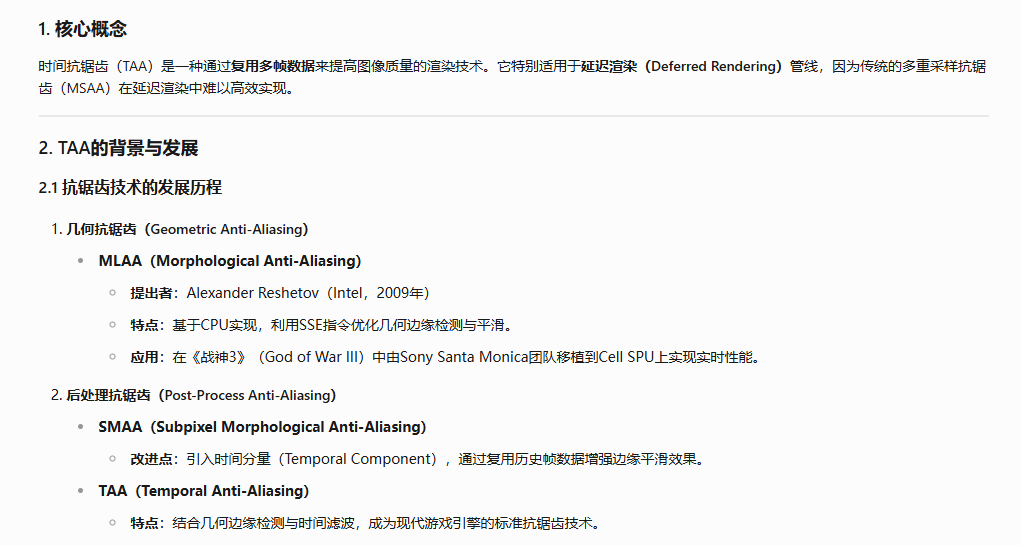 1. 核心概念
时间抗锯齿（TAA）是一种通过复用多帧数据来提高图像质量的渲染技术。它特别适用于延迟渲染（Deferred Rendering）管线，因为传统的多重采样抗锯
齿（MSAA）在延迟渲染中难以高效实现。
2. TAA的背景与发展
2.1 抗锯齿技术的发展历程
1. 几何抗锯齿（Geometric Anti-Aliasing）
MLAA（Morphological Anti-Aliasing）
提出者：Alexander Reshetov（Intel，2009年）
特点：基于CPU实现，利用SSE指令优化几何边缘检测与平滑。
应用：在《战神3》（God of War III）中由Sony Santa Monica团队移植到Cell SPU上实现实时性能。
2. 后处理抗锯齿（Post-Process Anti-Aliasing）
SMAA（Subpixel Morphological Anti-Aliasing）
改进点：引入时间分量（Temporal Component），通过复用历史帧数据增强边缘平滑效果。
TAA（Temporal Anti-Aliasing）
特点：结合几何边缘检测与时间滤波，成为现代游戏引擎的标准抗锯齿技术。